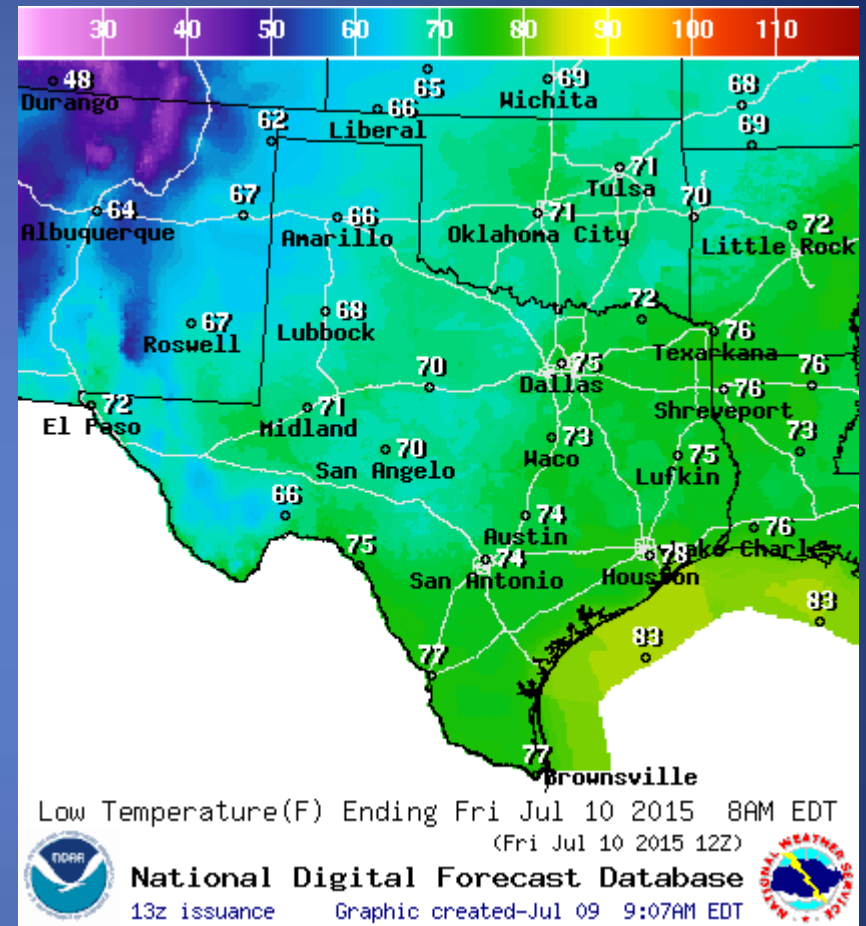 30 40 50 60 70 80 90 100 110
48
Durango
65
69
Wichita
68
66
Liberal
62
69
71
Tulsa
64
Albuquerque
67
66
Amarillo
71
Oklahoma City
70
72
Little Rock
67
Roswell
68
Lubbock
72
76
Texarkana
70
75
Dallas
76
76
Shreveport
72
El Paso
71
Midland
70
San Angelo
73
Waco
75
Lufkin
73
66
74
Austin
76
Lake Charles
75
74
San Antonio
78
Houston
83
83
77
77
Brownsville
Low Temperature(F) Ending Fri Jul 10 2015 8AM EDT
(Fri Jul 10 2015 12Z)
NOAA
National Digital Forecast Database
13z issuance Graphic created-Jul 09 9:07AM EDT
NATIONAL WEATHER SERVICE